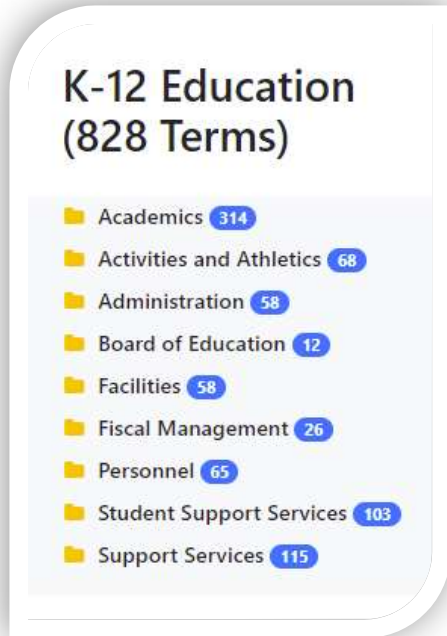 K-12 Education
(828 Terms)
Academics 314
Activities and Athletics 68
Administration 58
Board of Education 12
Facilities 58
Fiscal Management 26
Personnel 65
Student Support Services 103
Support Services 115